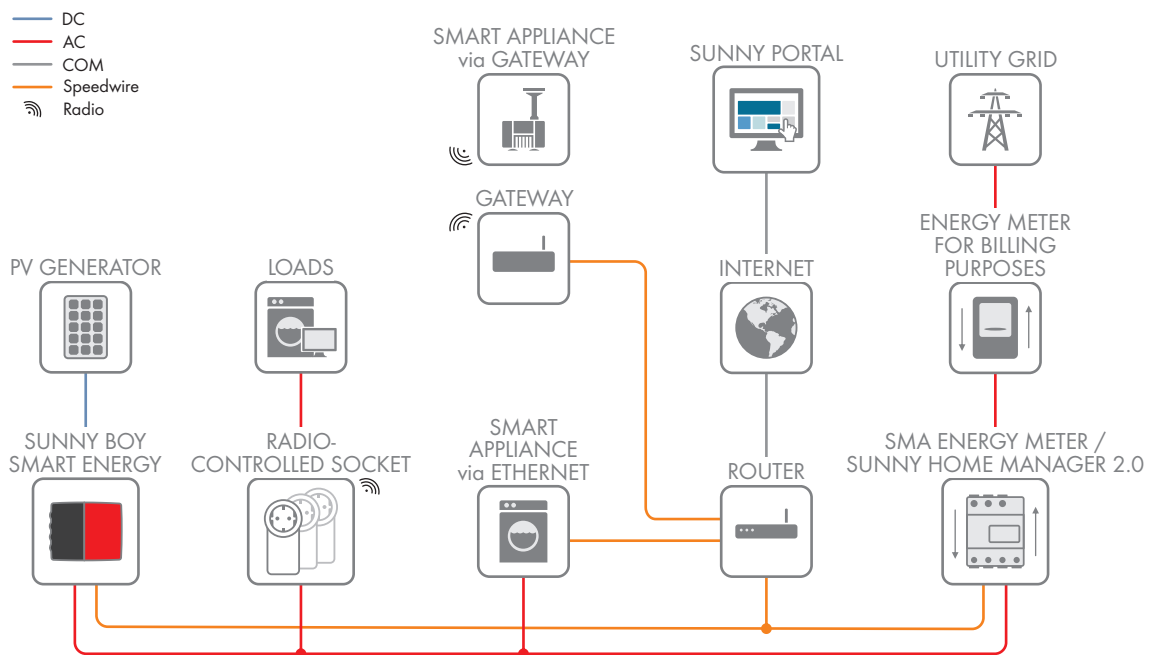 DC
AC
COM
Speedwire
Radio
SMART APPLIANCE
via GATEWAY
SUNNY PORTAL
UTILITY GRID
GATEWAY
ENERGY METER
FOR BILLING
PURPOSES
PV GENERATOR
LOADS
INTERNET
SUNNY BOY
SMART ENERGY
RADIO-
CONTROLLED SOCKET
SMART
APPLIANCE
via ETHERNET
ROUTER
SMA ENERGY METER /
SUNNY HOME MANAGER 2.0